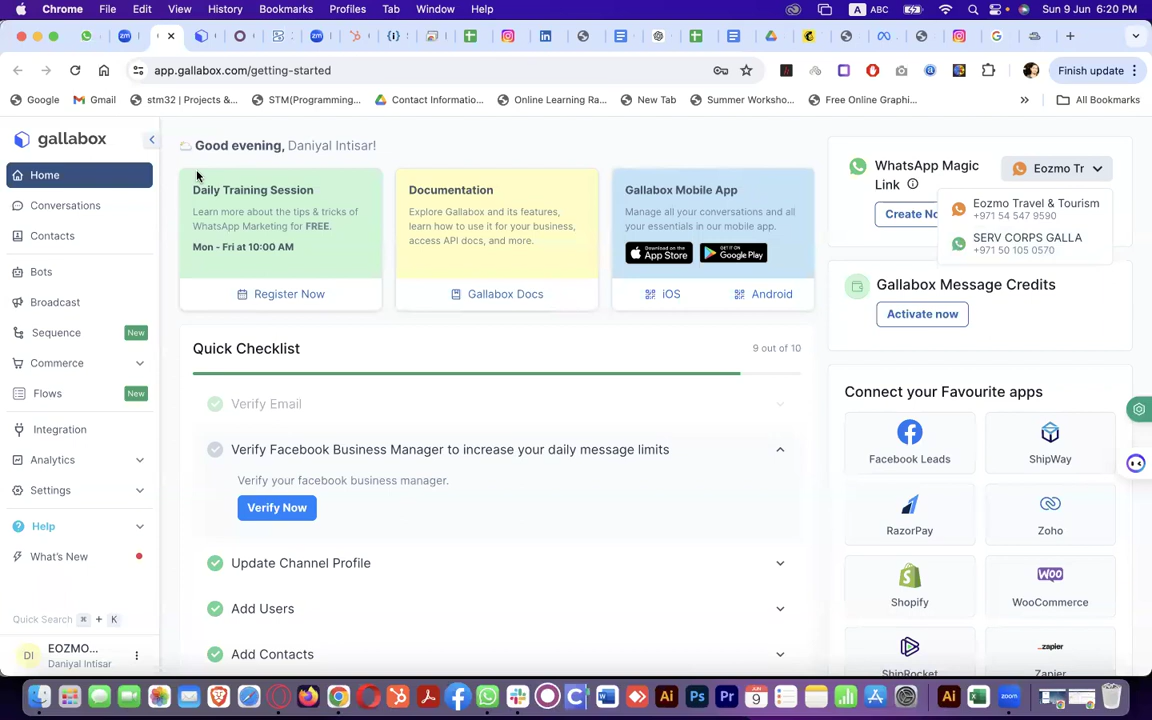 Chrome File Edit View History Bookmarks Profiles Tab Window Help
A ABC Sun 9 Jun 6:20 PM
app.gallabox.com/getting-started
Finish update
Google Gmail stm32 | Projects &... STM(Programming,... Contact Informatio... Online Learning Ra... New Tab Summer Worksho... Free Online Graphi... » All Bookmarks
gallabox
Home
Conversations
Contacts
Bots
Broadcast
Sequence New
Commerce
Flows New
Integration
Analytics
Settings
Help
What's New
Quick Search ⌘ + K
DI
EOZMO...
Daniyal Intisar
Good evening, Daniyal Intisar!
Daily Training Session
Learn more about the tips & tricks of
WhatsApp Marketing for FREE.
Mon - Fri at 10:00 AM
Register Now
Documentation
Explore Gallabox and its features,
learn how to use it for your business,
access API docs, and more.
Gallabox Docs
Gallabox Mobile App
Manage all your conversations and all
your essentials in our mobile app.
Download on the
App Store
GET IT ON
Google Play
iOS
Android
Quick Checklist
9 out of 10
Verify Email
Verify Facebook Business Manager to increase your daily message limits
Verify your facebook business manager.
Verify Now
Update Channel Profile
Add Users
Add Contacts
WhatsApp Magic
Link
Eozmo Tr
Create No
Eozmo Travel & Tourism
+971 54 547 9590
SERV CORPS GALLA
+971 50 105 0570
Gallabox Message Credits
Activate now
Connect your Favourite apps
Facebook Leads
ShipWay
RazorPay
Zoho
Shopify
WOO
WooCommerce
ShipRocket
zapier
Zapier